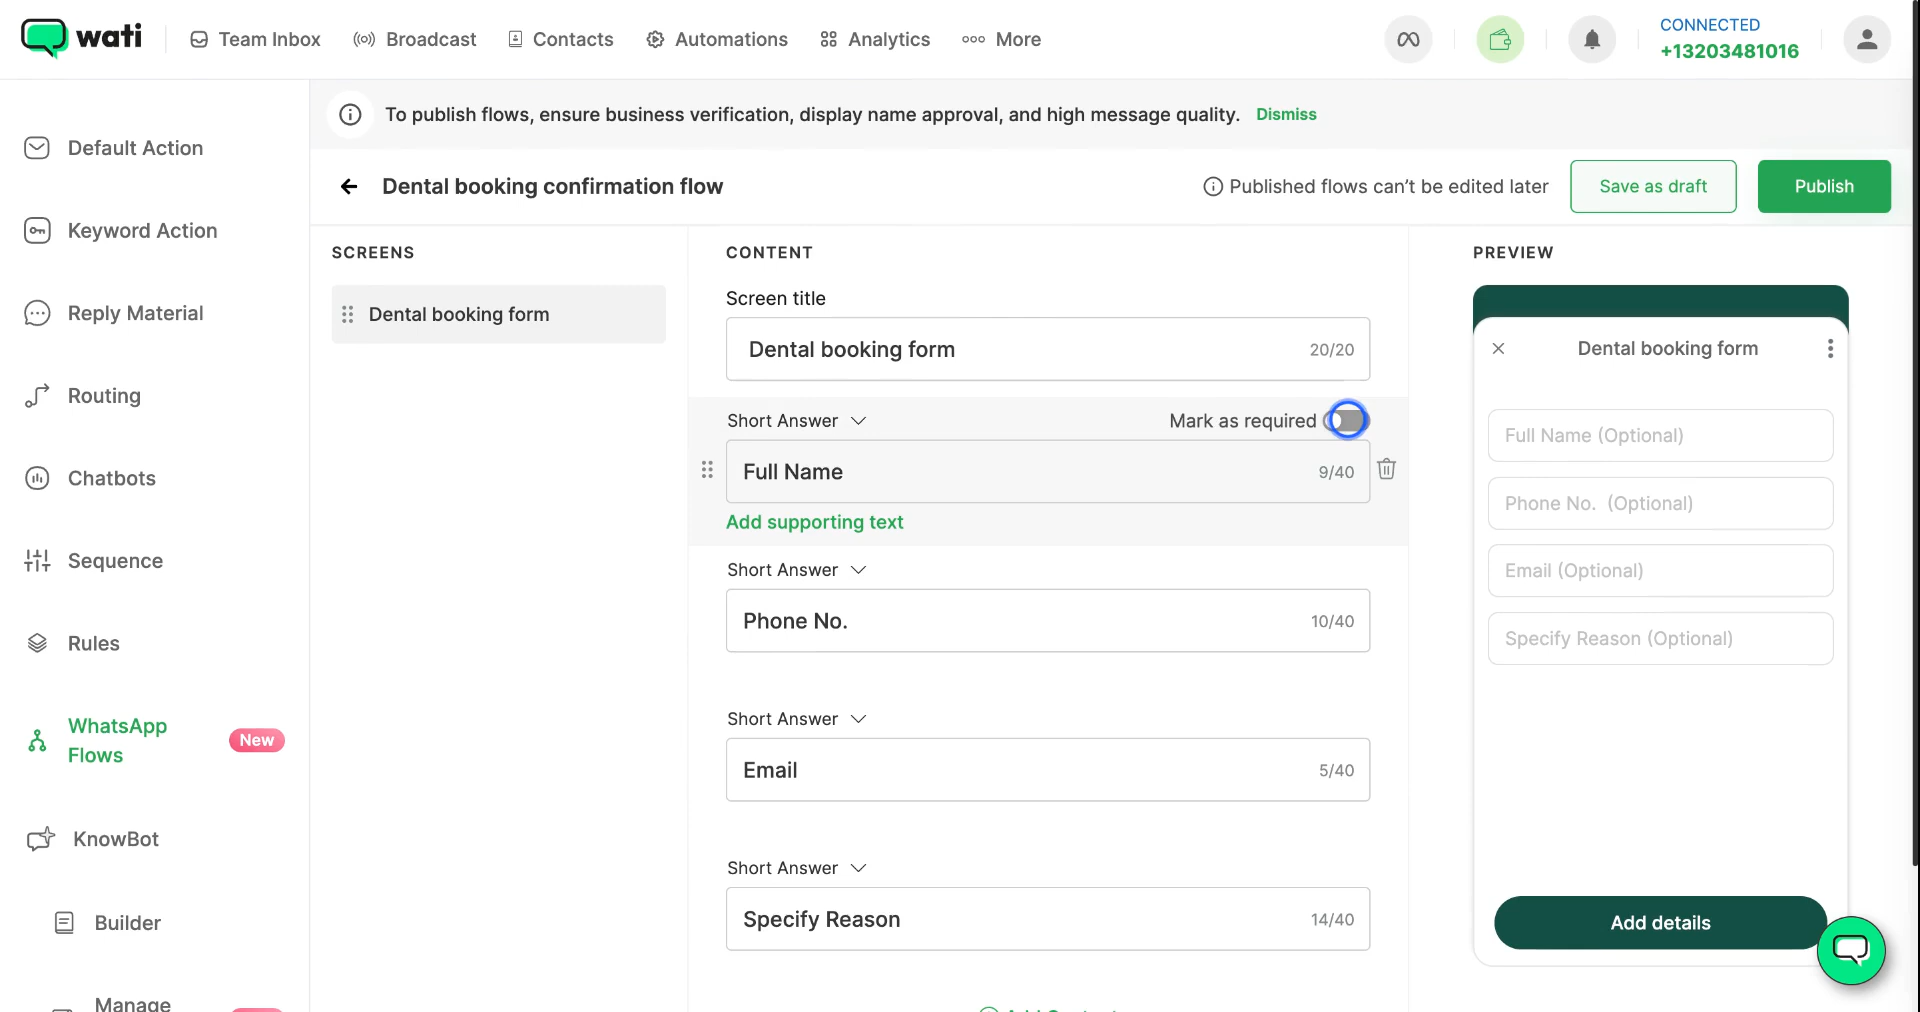 wati
Team Inbox
Broadcast
Contacts
Automations
Analytics
More
CONNECTED
+13203481016
Default Action
Keyword Action
Reply Material
Routing
Chatbots
Sequence
Rules
WhatsApp
Flows
New
KnowBot
Builder
Manage
To publish flows, ensure business verification, display name approval, and high message quality. Dismiss
Dental booking confirmation flow
Published flows can’t be edited later
Save as draft
Publish
SCREENS
Dental booking form
CONTENT
Screen title
Dental booking form 20/20
Short Answer
Mark as required
Full Name 9/40
Add supporting text
Short Answer
Phone No. 10/40
Short Answer
Email 5/40
Short Answer
Specify Reason 14/40
PREVIEW
Dental booking form
Full Name (Optional)
Phone No. (Optional)
Email (Optional)
Specify Reason (Optional)
Add details